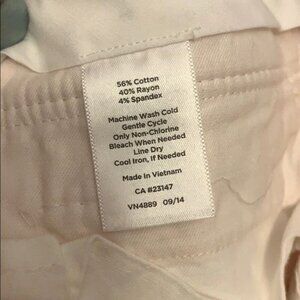 56% Cotton
40% Rayon
4% Spandex
Machine Wash Cold
Gentle Cycle
Only Non-Chlorine
Bleach When Needed
Line Dry
Cool Iron, If Needed
Made in Vietnam
CA #23147
VN4889 09/14